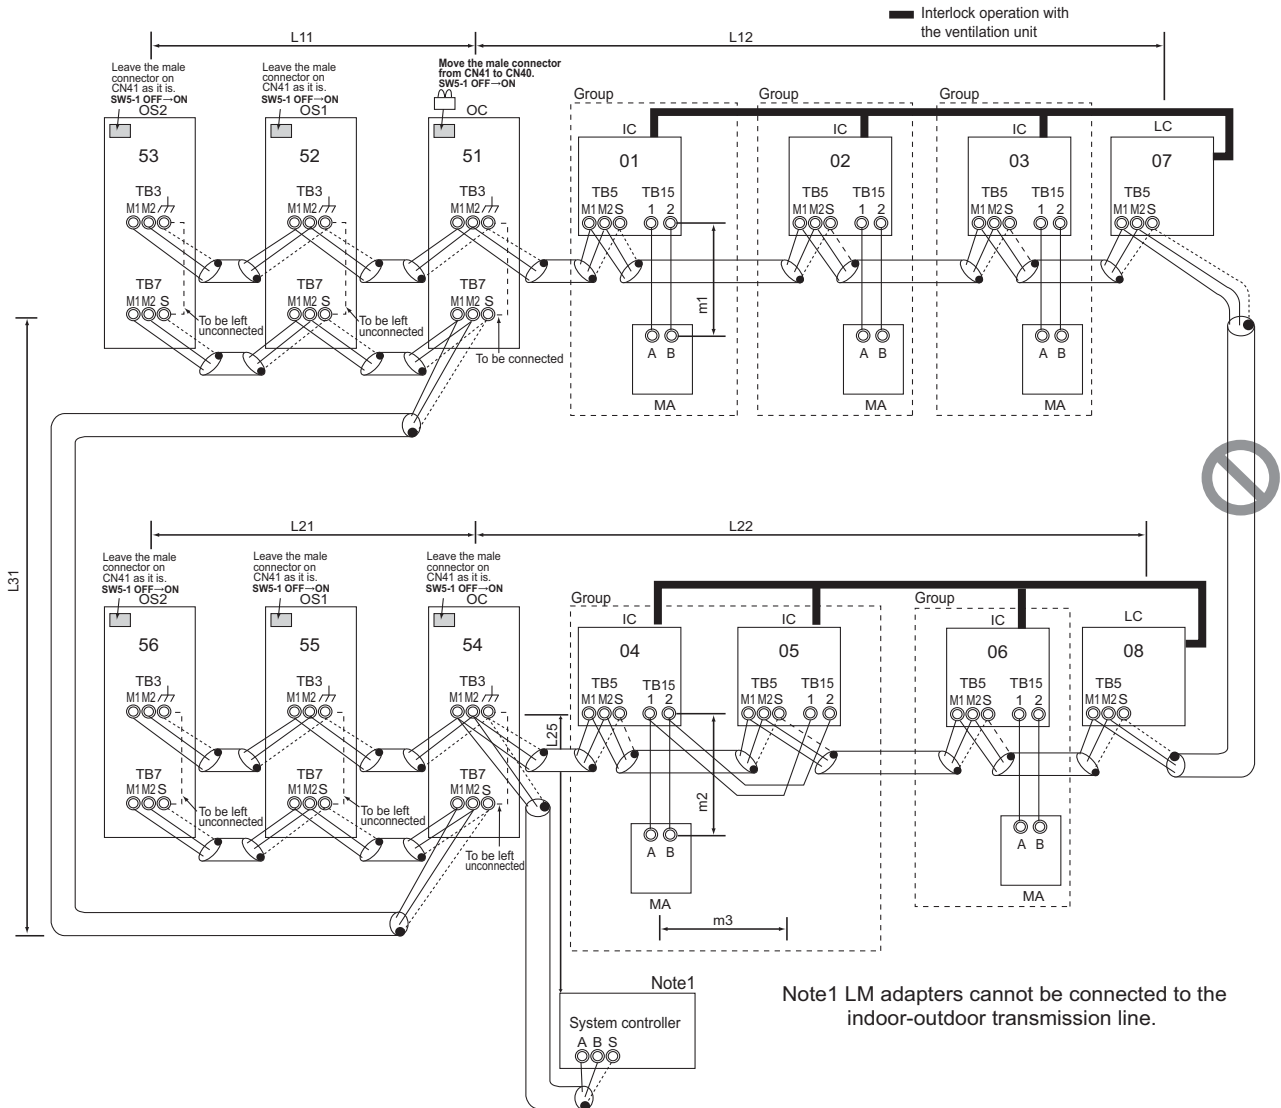 Interlock operation with
the ventilation unit
L11
L12
Leave the male
connector on
CN41 as it is.
SW5-1 OFF→ON
OS2
Leave the male
connector on
CN41 as it is.
SW5-1 OFF→ON
OS1
Move the male connector
from CN41 to CN40.
SW5-1 OFF→ON
OC
Group
Group
Group
IC
IC
IC
LC
53
52
51
01
02
03
07
TB3
M1 M2
TB3
M1 M2
TB3
M1 M2
TB5
M1 M2 S
TB15
1 2
TB5
M1 M2 S
TB15
1 2
TB5
M1 M2 S
TB15
1 2
TB5
M1 M2 S
TB7
M1 M2 S
TB7
M1 M2 S
TB7
M1 M2 S
To be left
unconnected
To be left
unconnected
To be connected
m1
A B
MA
A B
MA
A B
MA
L31
L21
L22
Leave the male
connector on
CN41 as it is.
SW5-1 OFF→ON
OS2
Leave the male
connector on
CN41 as it is.
SW5-1 OFF→ON
OS1
Leave the male
connector on
CN41 as it is.
SW5-1 OFF→ON
OC
Group
Group
IC
IC
IC
LC
56
55
54
04
05
06
08
TB3
M1 M2
TB3
M1 M2
TB3
M1 M2
TB5
M1 M2 S
TB15
1 2
TB5
M1 M2 S
TB15
1 2
TB5
M1 M2 S
TB15
1 2
TB5
M1 M2 S
L25
TB7
M1 M2 S
TB7
M1 M2 S
TB7
M1 M2 S
To be left
unconnected
To be left
unconnected
To be left
unconnected
m2
A B
MA
A B
MA
m3
Note1
System controller
A B S
Note1 LM adapters cannot be connected to the
indoor-outdoor transmission line.